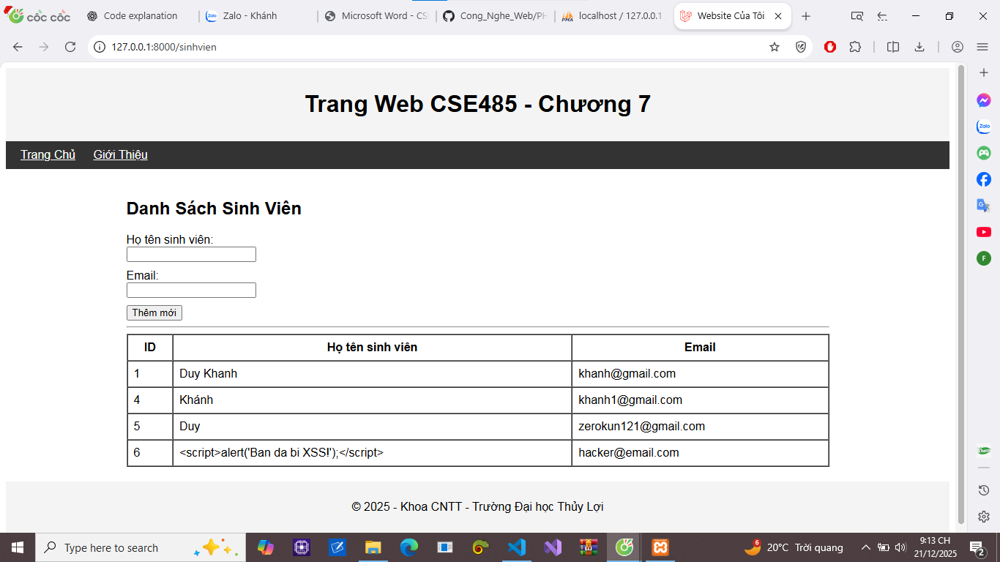 cốc cốc
Code explanation
Zalo - Khánh
Microsoft Word - CS
Cong_Nghe_Web/PH
localhost / 127.0.0.1
Website Của Tôi
127.0.0.1:8000/sinhvien
Trang Web CSE485 - Chương 7
Trang Chủ Giới Thiệu
Danh Sách Sinh Viên
Họ tên sinh viên:
Email:
Thêm mới
ID Họ tên sinh viên Email
1 Duy Khanh khanh@gmail.com
4 Khánh khanh1@gmail.com
5 Duy zerokun121@gmail.com
6 <script>alert('Ban da bi XSS!');</script> hacker@email.com
© 2025 - Khoa CNTT - Trường Đại học Thủy Lợi
Type here to search
6
20°C Trời quang
9:13 CH
21/12/2025
2
Zalo
F